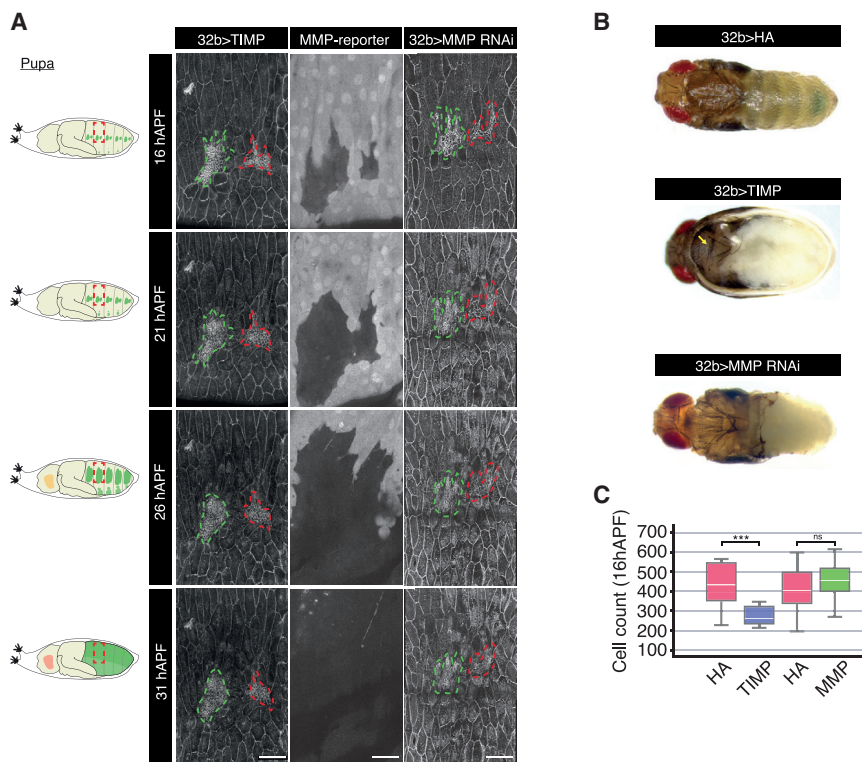 A
Pupa
32b>TIMP
MMP-reporter
32b>MMP RNAi
16 hAPF
21 hAPF
26 hAPF
31 hAPF
B
32b>HA
32b>TIMP
32b>MMP RNAi
C
Cell count (16hAPF)
700
600
500
400
300
200
100
***
ns
HA
TIMP
HA
MMP